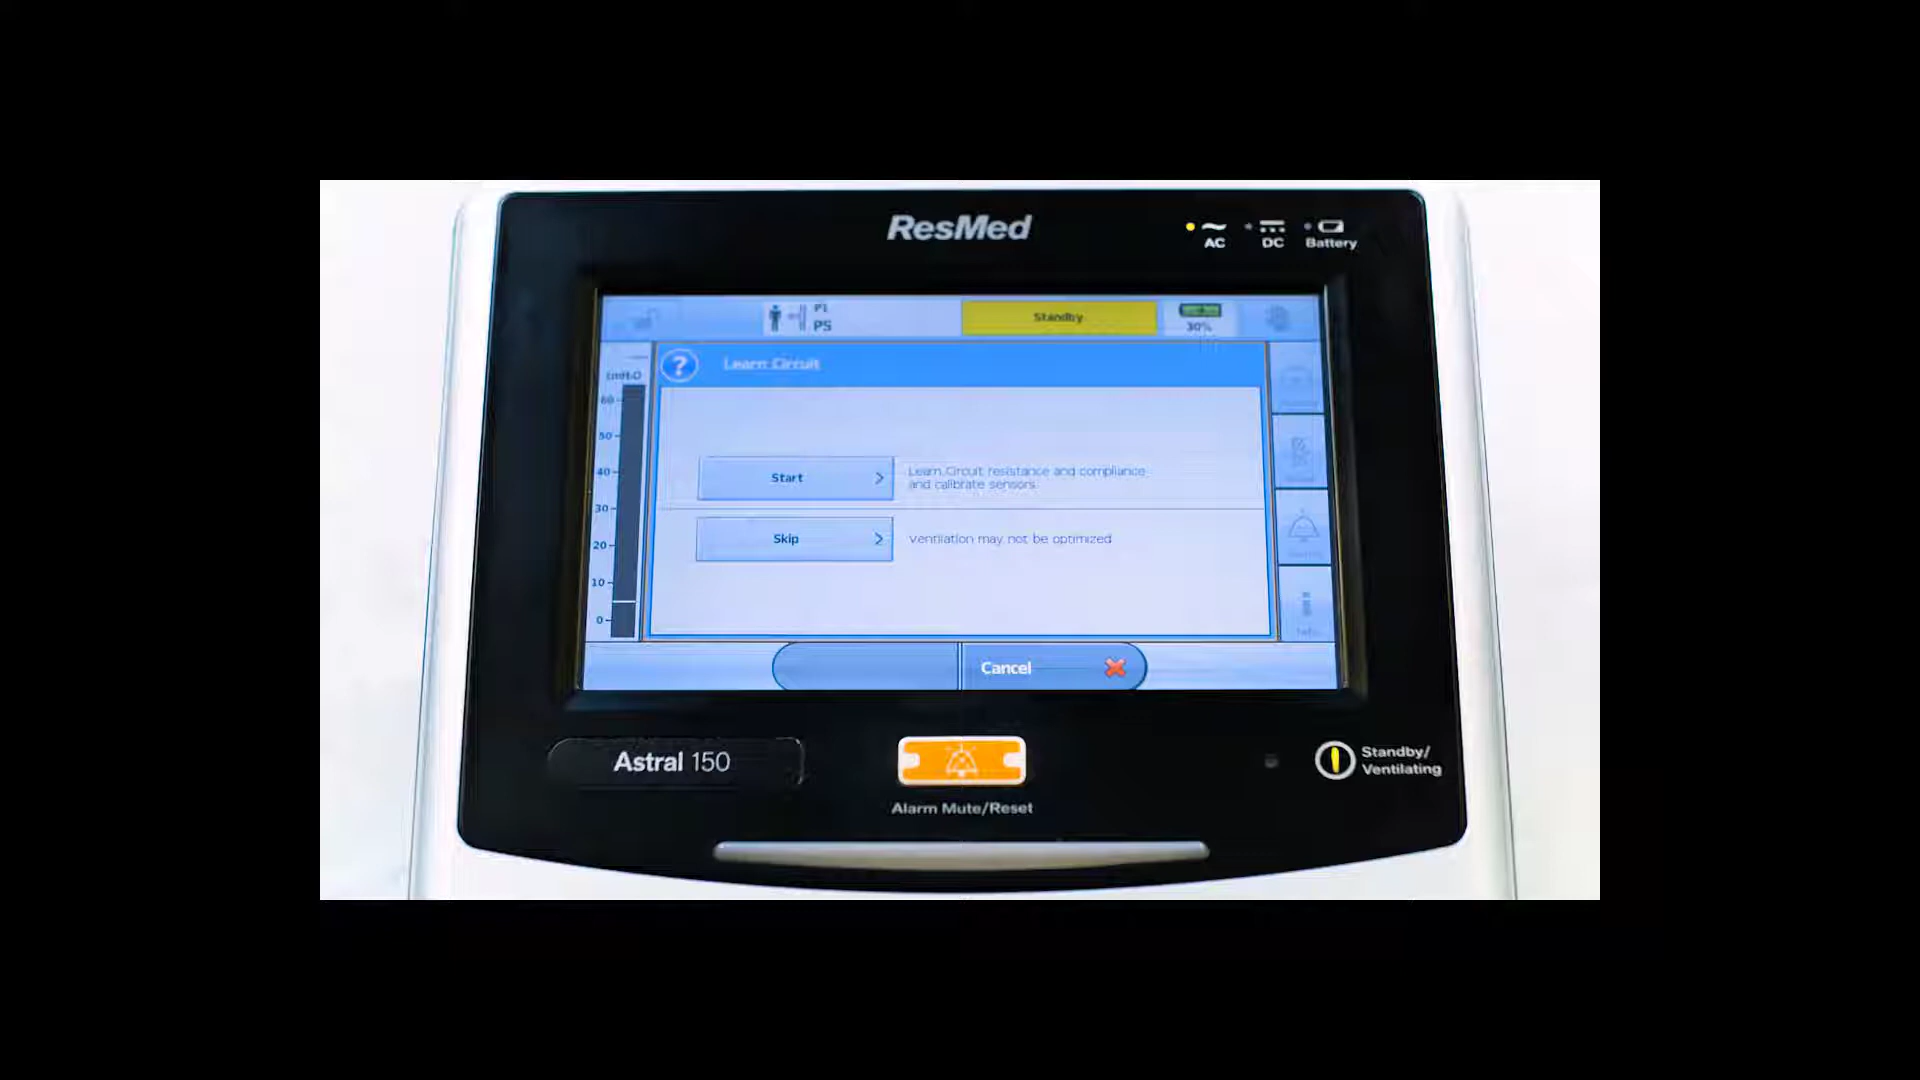 ResMed
AC
DC
Battery
P1
PS
Standby
30%
Learn Circuit
cmH2O
60
50
40
30
20
10
0
Start
Learn Circuit resistance and compliance
and calibrate sensors
Skip
Ventilation may not be optimized
Cancel
Astral 150
Alarm Mute/Reset
Standby/
Ventilating